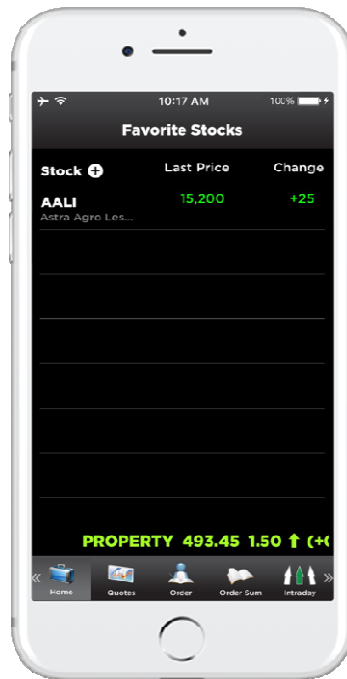 10:17 AM 100%
Favorite Stocks
Stock Last Price Change
AALI 15,200 +25
Astra Agro Les...
PROPERTY 493.45 1.50 ↑ (+
« Home Quotes Order Order Sum Intraday »